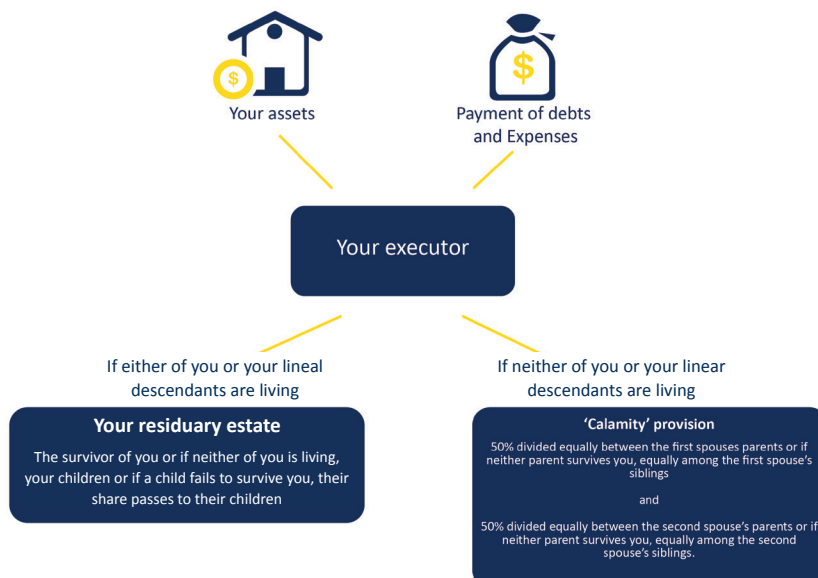 $
$
Your assets
Payment of debts
and Expenses
Your executor
If either of you or your lineal
descendants are living
Your residuary estate
The survivor of you or if neither of you is living,
your children or if a child fails to survive you, their
share passes to their children
If neither of you or your linear
descendants are living
‘Calamity’ provision
50% divided equally between the first spouses parents or if
neither parent survives you, equally among the first spouse’s
siblings
and
50% divided equally between the second spouse’s parents or if
neither parent survives you, equally among the second
spouse’s siblings.